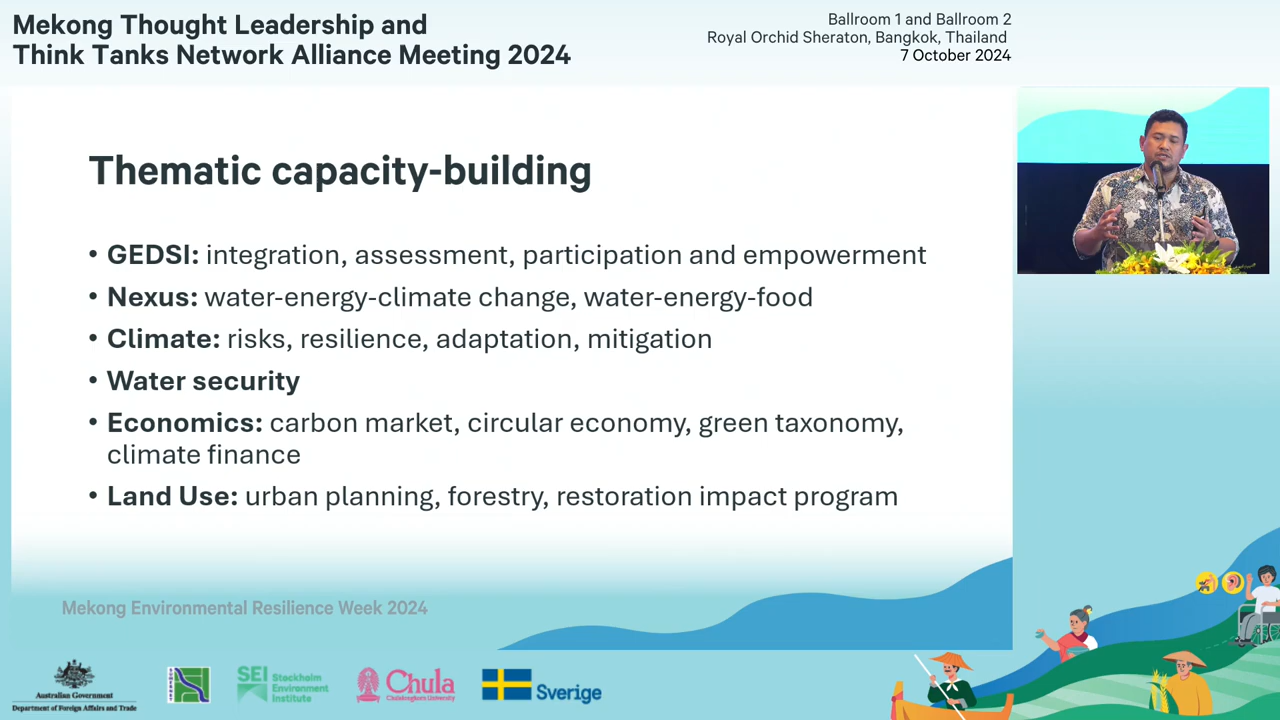 Mekong Thought Leadership and
Think Tanks Network Alliance Meeting 2024
Ballroom 1 and Ballroom 2
Royal Orchid Sheraton, Bangkok, Thailand
7 October 2024
Thematic capacity-building
• GEDSI: integration, assessment, participation and empowerment
• Nexus: water-energy-climate change, water-energy-food
• Climate: risks, resilience, adaptation, mitigation
• Water security
• Economics: carbon market, circular economy, green taxonomy,
climate finance
• Land Use: urban planning, forestry, restoration impact program
Mekong Environmental Resilience Week 2024
Australian Government
Department of Foreign Affairs and Trade
SEI Stockholm
Environment
Institute
Chula
Chulalongkorn University
Sverige